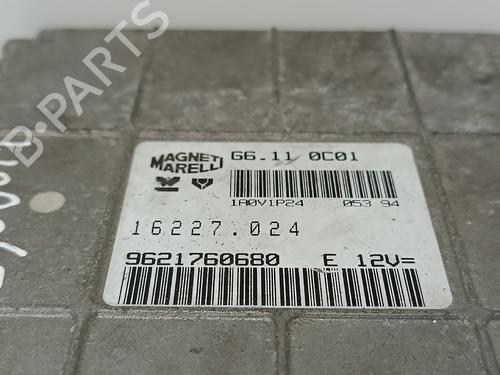 B-PARTS
MAGNETI MARELLI
G6.11 0C01
1A0V1P24 053 94
16227.024
9621760680 E 12V=